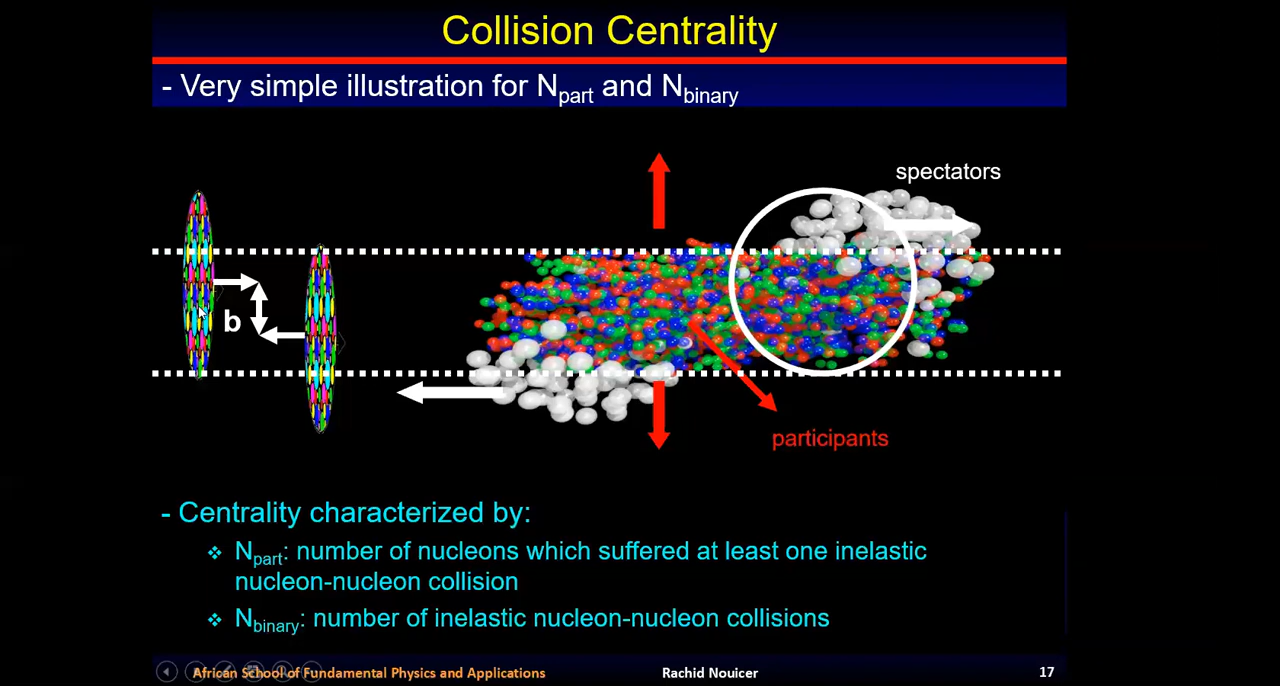 Collision Centrality
- Very simple illustration for Npart and Nbinary
spectators
b
participants
- Centrality characterized by:
❖ Npart: number of nucleons which suffered at least one inelastic
nucleon-nucleon collision
❖ Nbinary: number of inelastic nucleon-nucleon collisions
African School of Fundamental Physics and Applications
Rachid Nouicer
17